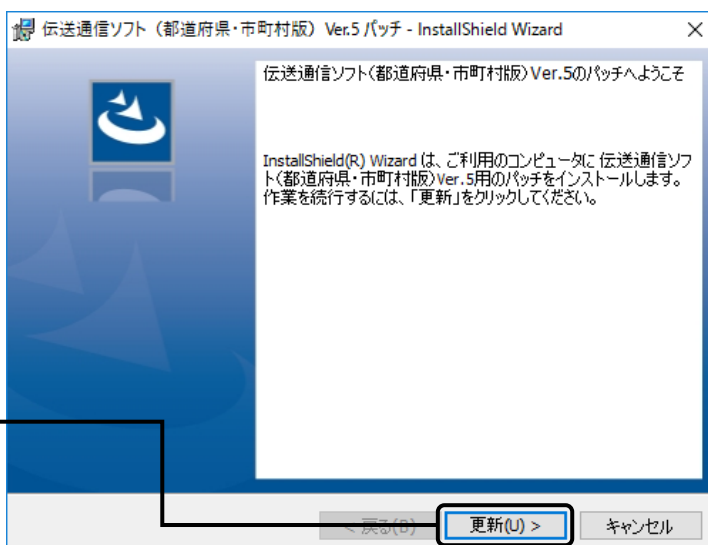 伝送通信ソフト（都道府県・市町村版）Ver.5 パッチ - InstallShield Wizard
伝送通信ソフト(都道府県・市町村版)Ver.5のパッチへようこそ
InstallShield(R) Wizard は、ご利用のコンピュータに 伝送通信ソフ
ト(都道府県・市町村版)Ver.5用のパッチをインストールします。
作業を続行するには、「更新」をクリックしてください。
< 戻る(B)
更新(U) >
キャンセル